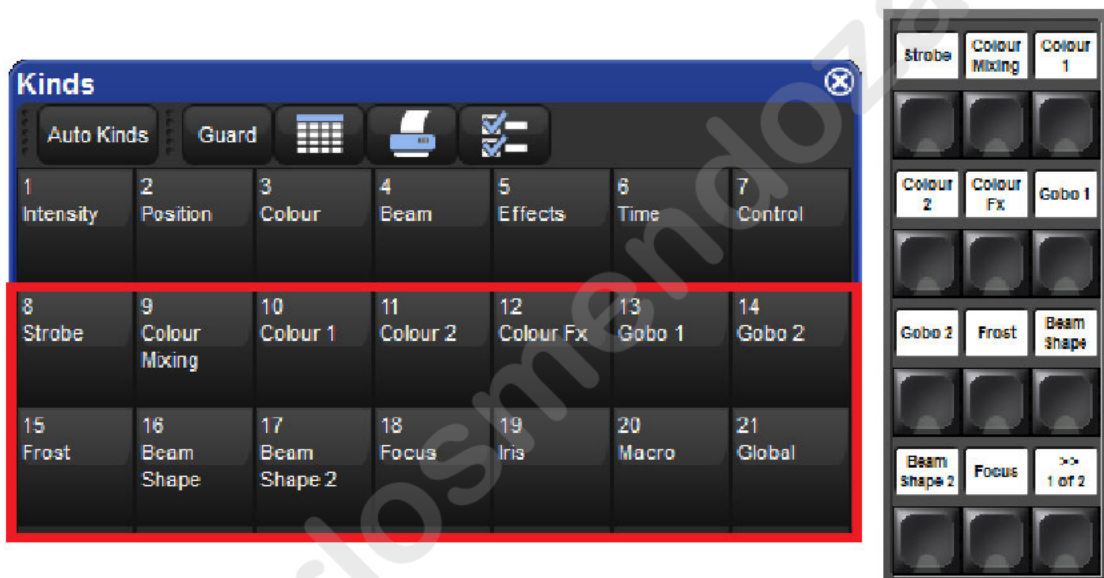 Kinds
Auto Kinds Guard
1 2 3 4 5 6 7
Intensity Position Colour Beam Effects Time Control
8 9 10 11 12 13 14
Strobe Colour Colour 1 Colour 2 Colour Fx Gobo 1 Gobo 2
Mixing
15 16 17 18 19 20 21
Frost Beam Beam Focus Iris Macro Global
Shape Shape 2
Strobe Colour Colour
Mixing 1
Colour Colour Gobo 1
2 Fx
Gobo 2 Frost Beam
Shape
Beam Focus >>
Shape 2 1 of 2
losmendoza